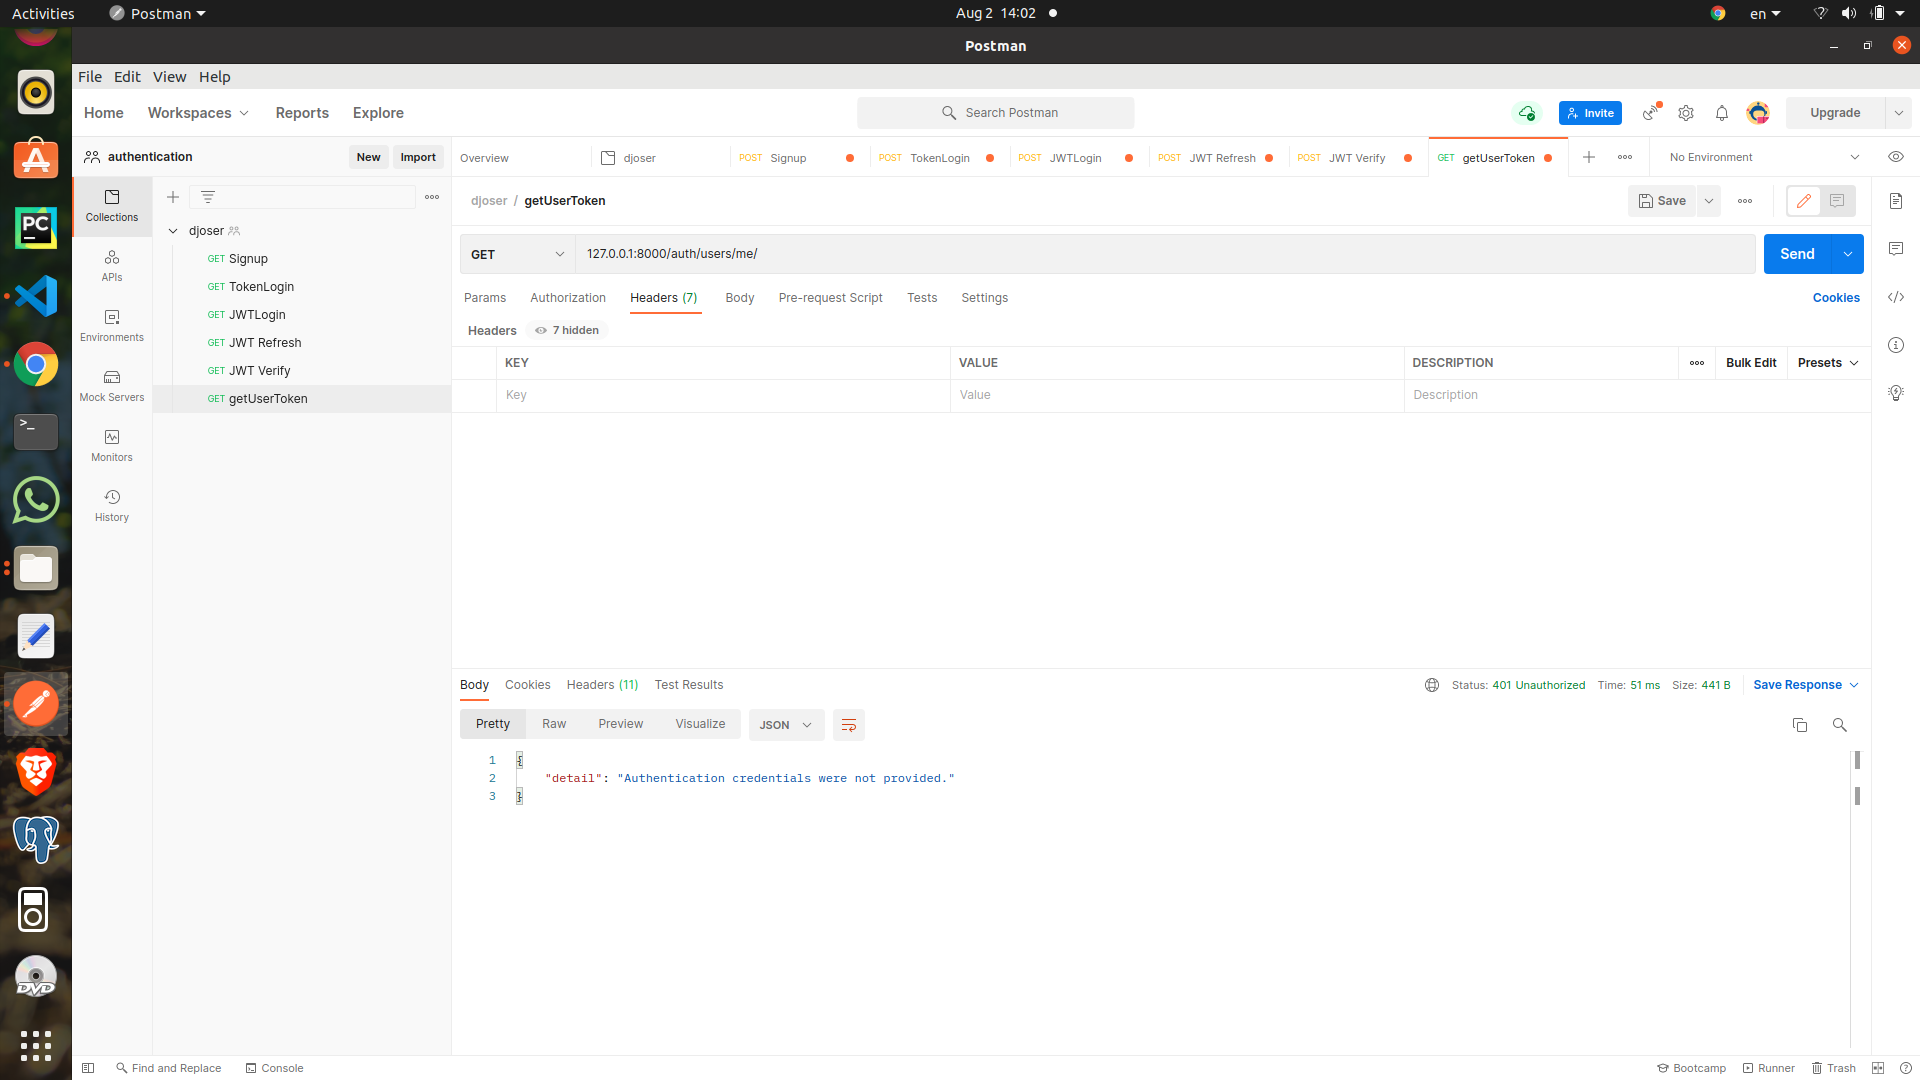 Activities
Postman
Aug 2 14:02
en
Postman
File Edit View Help
Home Workspaces Reports Explore
Search Postman
Invite
Upgrade
authentication
New Import
Overview
djoser
POST Signup
POST TokenLogin
POST JWTLogin
POST JWT Refresh
POST JWT Verify
GET getUserToken
No Environment
Collections
APIs
Environments
Mock Servers
Monitors
History
djoser
GET Signup
GET TokenLogin
GET JWTLogin
GET JWT Refresh
GET JWT Verify
GET getUserToken
djoser / getUserToken
Save
GET
127.0.0.1:8000/auth/users/me/
Send
Params Authorization Headers (7) Body Pre-request Script Tests Settings
Cookies
Headers 7 hidden
KEY VALUE DESCRIPTION
Bulk Edit Presets
Key Value Description
Body Cookies Headers (11) Test Results
Status: 401 Unauthorized Time: 51 ms Size: 441 B
Save Response
Pretty Raw Preview Visualize
JSON
1 {
2 "detail": "Authentication credentials were not provided."
3 }
Find and Replace Console
Bootcamp Runner Trash
PC
>_
DVD